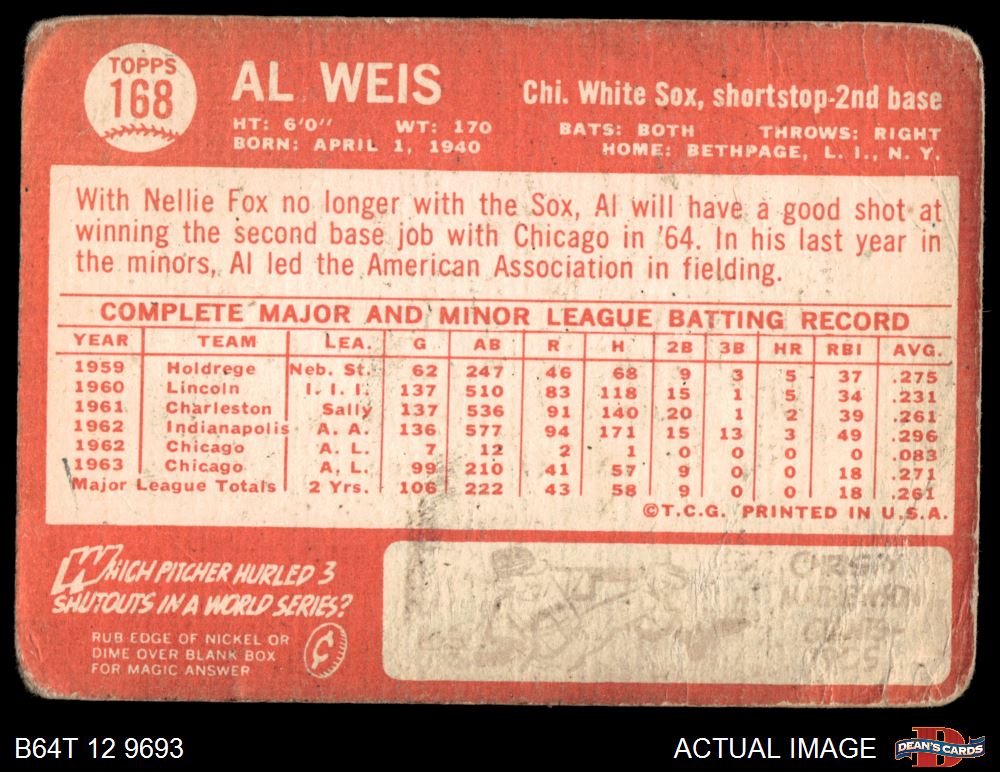 TOPPS
168
AL WEIS
Chi. White Sox, shortstop-2nd base
HT: 6'0" WT: 170 BATS: BOTH THROWS: RIGHT
BORN: APRIL 1, 1940 HOME: BETHPAGE, L. I., N. Y.
With Nellie Fox no longer with the Sox, Al will have a good shot at
winning the second base job with Chicago in '64. In his last year in
the minors, Al led the American Association in fielding.
COMPLETE MAJOR AND MINOR LEAGUE BATTING RECORD
YEAR TEAM LEA. G AB R H 2B 3B HR RBI AVG.
1959 Holdrege Neb. St. 62 247 46 68 9 3 5 37 .275
1960 Lincoln I. I. I. 137 510 83 118 15 1 5 34 .231
1961 Charleston Sally 137 536 91 140 20 1 2 39 .261
1962 Indianapolis A. A. 136 577 94 171 15 13 3 49 .296
1962 Chicago A. L. 7 12 2 1 0 0 0 0 .083
1963 Chicago A. L. 99 210 41 57 9 0 0 18 .271
Major League Totals 2 Yrs. 106 222 43 58 9 0 0 18 .261
©T.C.G. PRINTED IN U.S.A.
WHICH PITCHER HURLED 3
SHUTOUTS IN A WORLD SERIES?
RUB EDGE OF NICKEL OR
DIME OVER BLANK BOX
FOR MAGIC ANSWER
¢
B64T 12 9693
ACTUAL IMAGE
DEAN'S CARDS